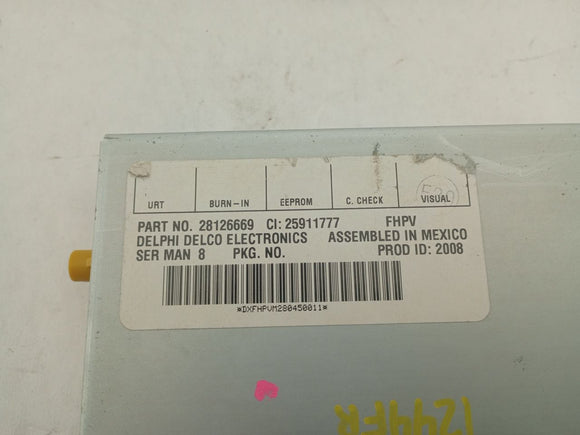 URT BURN-IN EEPROM C. CHECK VISUAL
PART NO. 28126669 CI: 25911777 FHPV
DELPHI DELCO ELECTRONICS ASSEMBLED IN MEXICO
SER MAN 8 PKG. NO. PROD ID: 2008
*DXFHPVM280450011*
1244FR